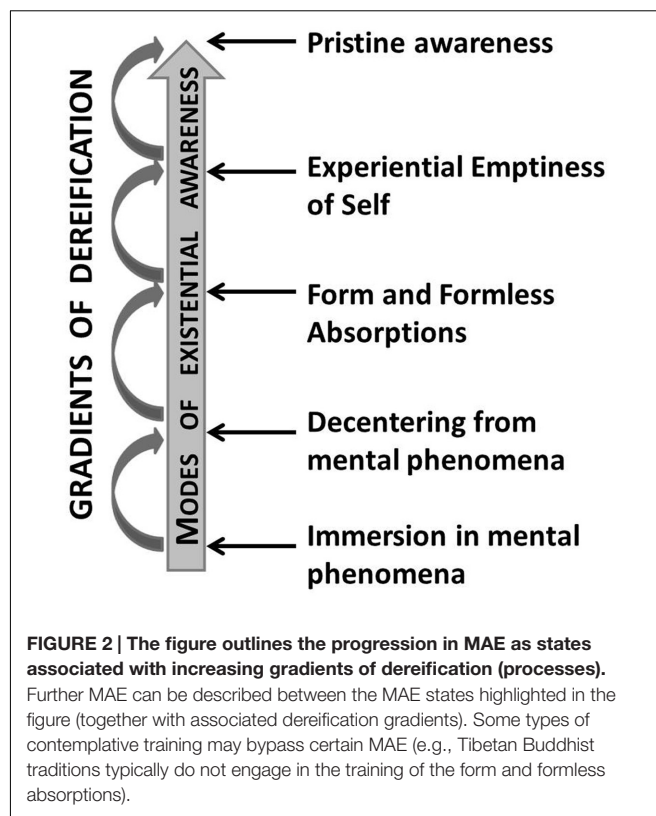 GRADIENTS OF DEREIFICATION
MODES OF EXISTENTIAL AWARENESS
Pristine awareness
Experiential Emptiness
of Self
Form and Formless
Absorptions
Decentering from
mental phenomena
Immersion in mental
phenomena
FIGURE 2 | The figure outlines the progression in MAE as states
associated with increasing gradients of dereification (processes).
Further MAE can be described between the MAE states highlighted in the
figure (together with associated dereification gradients). Some types of
contemplative training may bypass certain MAE (e.g., Tibetan Buddhist
traditions typically do not engage in the training of the form and formless
absorptions).